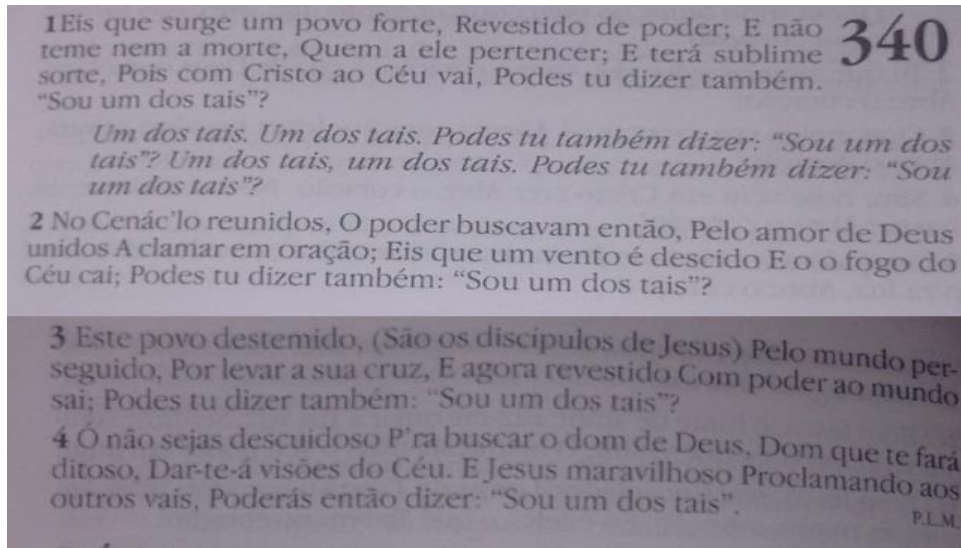 1Eis que surge um povo forte, Revestido de poder; E não
340
teme nem a morte, Quem a ele pertencer; E terá sublime
sorte, Pois com Cristo ao Céu vai, Podes tu dizer também.
“Sou um dos tais”?
Um dos tais. Um dos tais. Podes tu também dizer: “Sou um dos
tais”? Um dos tais, um dos tais. Podes tu também dizer: “Sou
um dos tais”?
2 No Cenác’lo reunidos, O poder buscavam então, Pelo amor de Deus
unidos A clamar em oração; Eis que um vento é descido E o o fogo do
Céu cai; Podes tu dizer também: “Sou um dos tais”?
3 Este povo destemido, (São os discípulos de Jesus) Pelo mundo per-
seguido, Por levar a sua cruz, E agora revestido Com poder ao mundo
sai; Podes tu dizer também: “Sou um dos tais”?
4 Ó não sejas descuidoso P’ra buscar o dom de Deus, Dom que te fará
ditoso, Dar-te-á visões do Céu. E Jesus maravilhoso Proclamando aos
outros vais, Poderás então dizer: “Sou um dos tais”.
P.L.M.